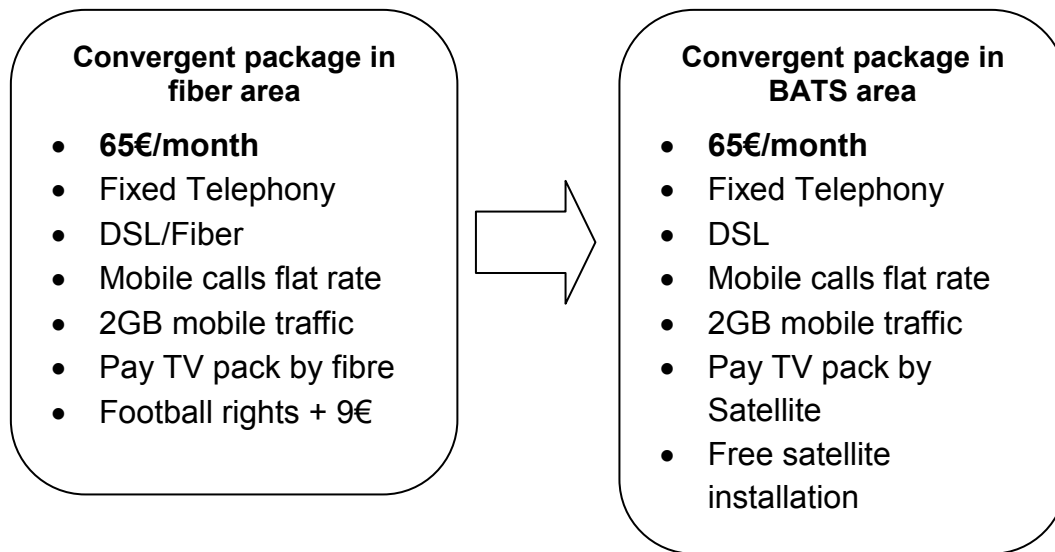 Convergent package in
fiber area
• 65€/month
• Fixed Telephony
• DSL/Fiber
• Mobile calls flat rate
• 2GB mobile traffic
• Pay TV pack by fibre
• Football rights + 9€
Convergent package in
BATS area
• 65€/month
• Fixed Telephony
• DSL
• Mobile calls flat rate
• 2GB mobile traffic
• Pay TV pack by
Satellite
• Free satellite
installation